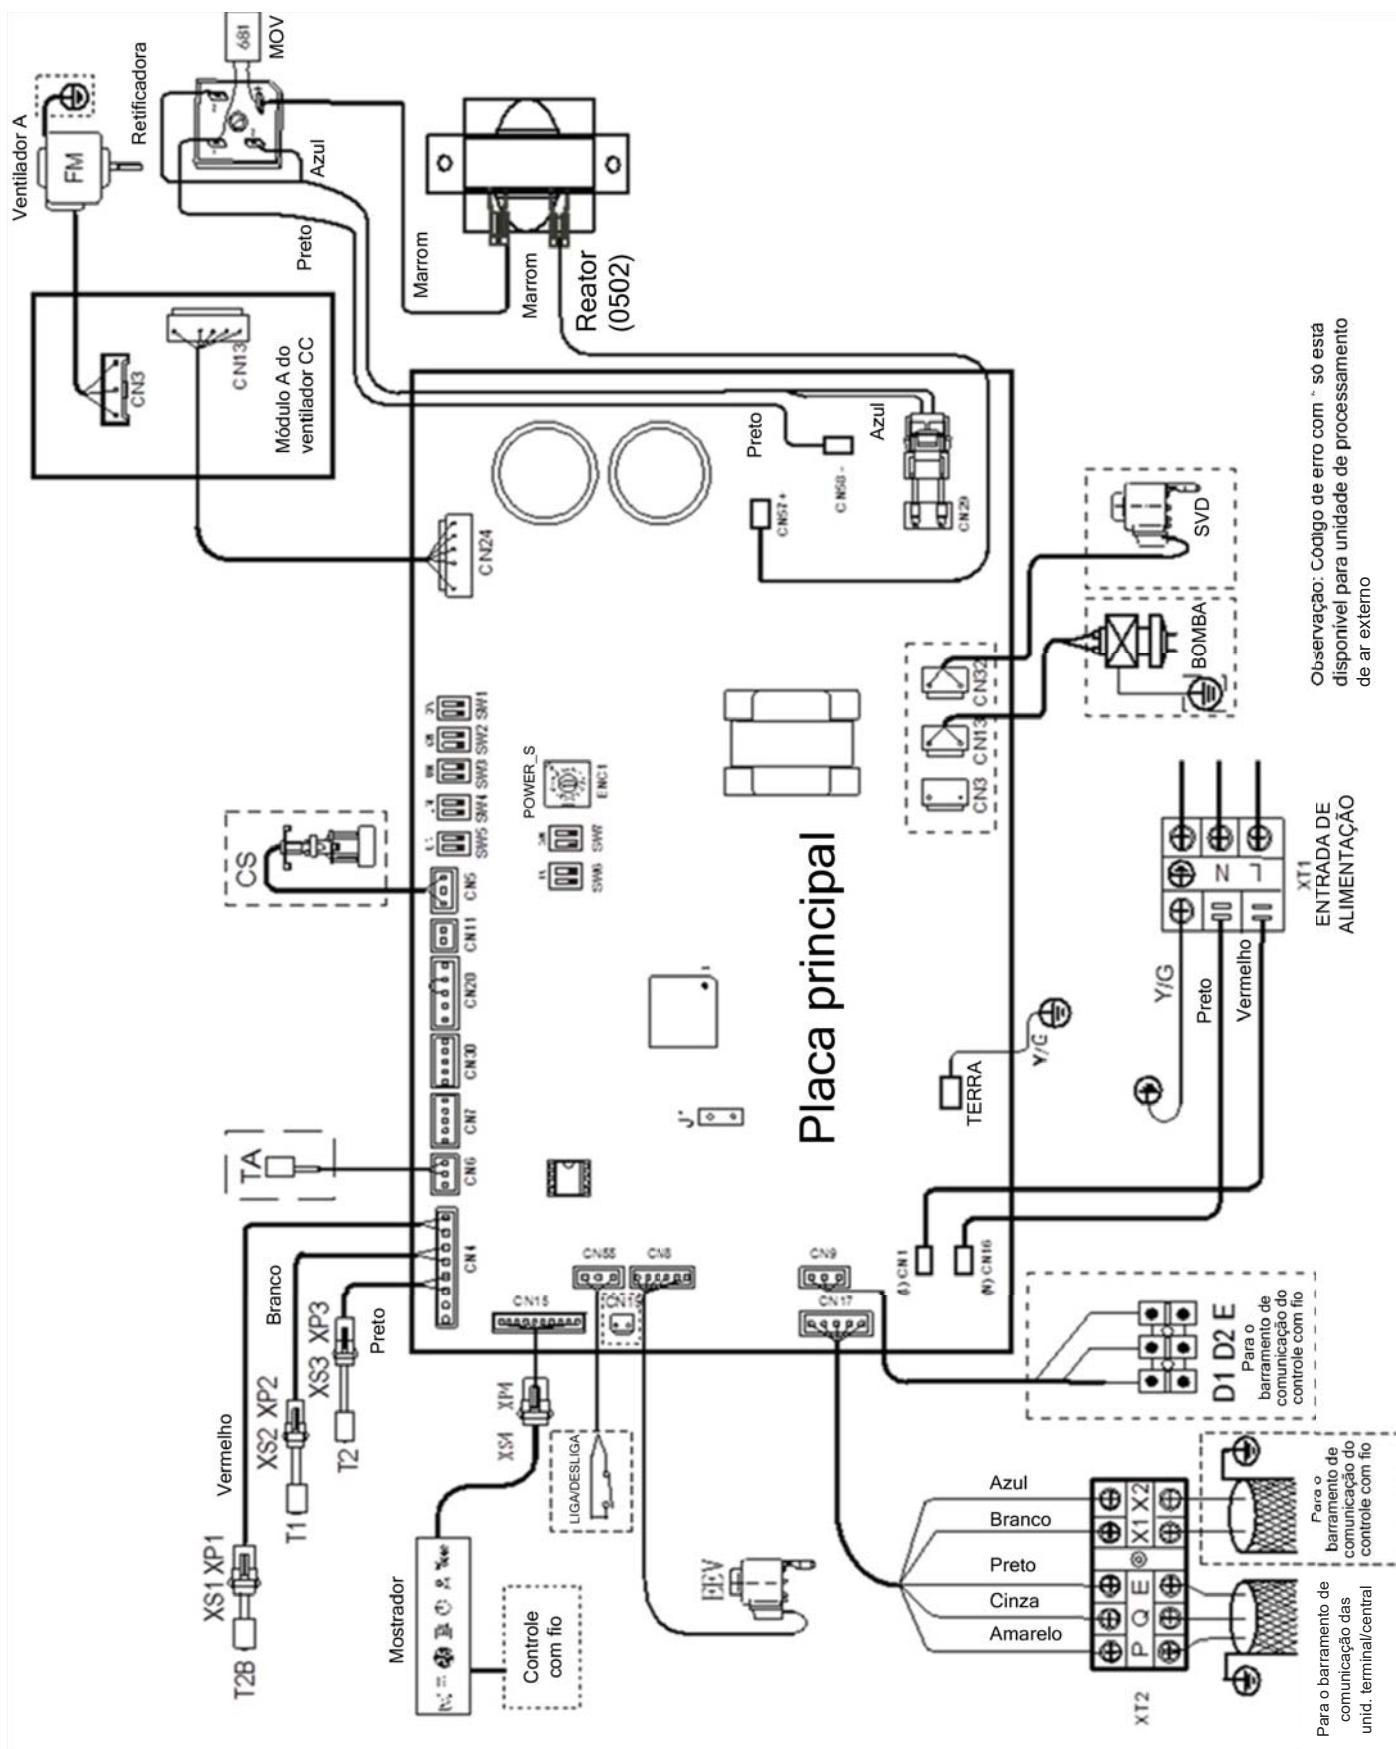 Ventilador A
FM
Retificadora
681
MOV
Azul
Preto
Marrom
Marrom
Reator
(0502)
CN3
CN13
Módulo A do
ventilador CC
CN24
Preto
Azul
CN57+
CN58-
CN29
SW1
SW2
SW3
SW4
SW5
POWER_S
ENC1
SW7
SW6
CS
CN5
CN11
CN20
CN30
CN7
CN6
CN4
TA
Placa principal
CN32
CN13
CN3
SVD
BOMBA
Observação: Código de erro com * só está
disponível para unidade de processamento
de ar externo
N
L
XT1
ENTRADA DE
ALIMENTAÇÃO
Y/G
Preto
Vermelho
TERRA
Y/G
CN1
(N) CN16
CN55
CN8
CN15
CN9
CN17
Vermelho
Branco
Preto
XS1 XP1
XS2 XP2
XS3 XP3
T2B
T1
T2
XS4 XP4
LIGA/DESLIGA
Mostrador
Controle
com fio
EEV
D1 D2 E
Para o
barramento de
comunicação do
controle com fio
Azul
Branco
Preto
Cinza
Amarelo
P Q E X1 X2
XT2
Para o
barramento de
comunicação do
controle com fio
Para o barramento de
comunicação das
unid. terminal/central